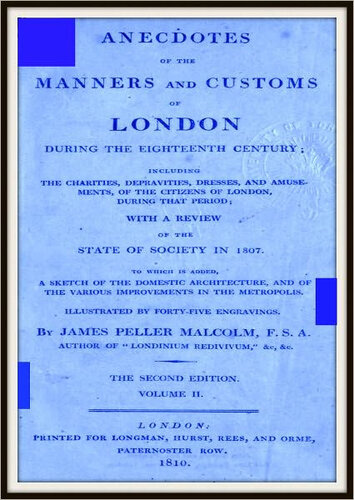 ANECDOTES
OF THE
MANNERS AND CUSTOMS
OF
LONDON
DURING THE EIGHTEENTH CENTURY;
INCLUDING
THE CHARITIES, DEPRAVITIES, DRESSES, AND AMUSE-
MENTS, OF THE CITIZENS OF LONDON,
DURING THAT PERIOD;
WITH A REVIEW
OF THE
STATE OF SOCIETY IN 1807.
TO WHICH IS ADDED,
A SKETCH OF THE DOMESTIC ARCHITECTURE, AND OF
THE VARIOUS IMPROVEMENTS IN THE METROPOLIS.
ILLUSTRATED BY FORTY-FIVE ENGRAVINGS.
BY JAMES PELLER MALCOLM, F. S. A.
AUTHOR OF "LONDINIUM REDIVIVUM," &c, &c.
THE SECOND EDITION.
VOLUME II.
LONDON:
PRINTED FOR LONGMAN, HURST, REES, AND ORME,
PATERNOSTER ROW.
1810.